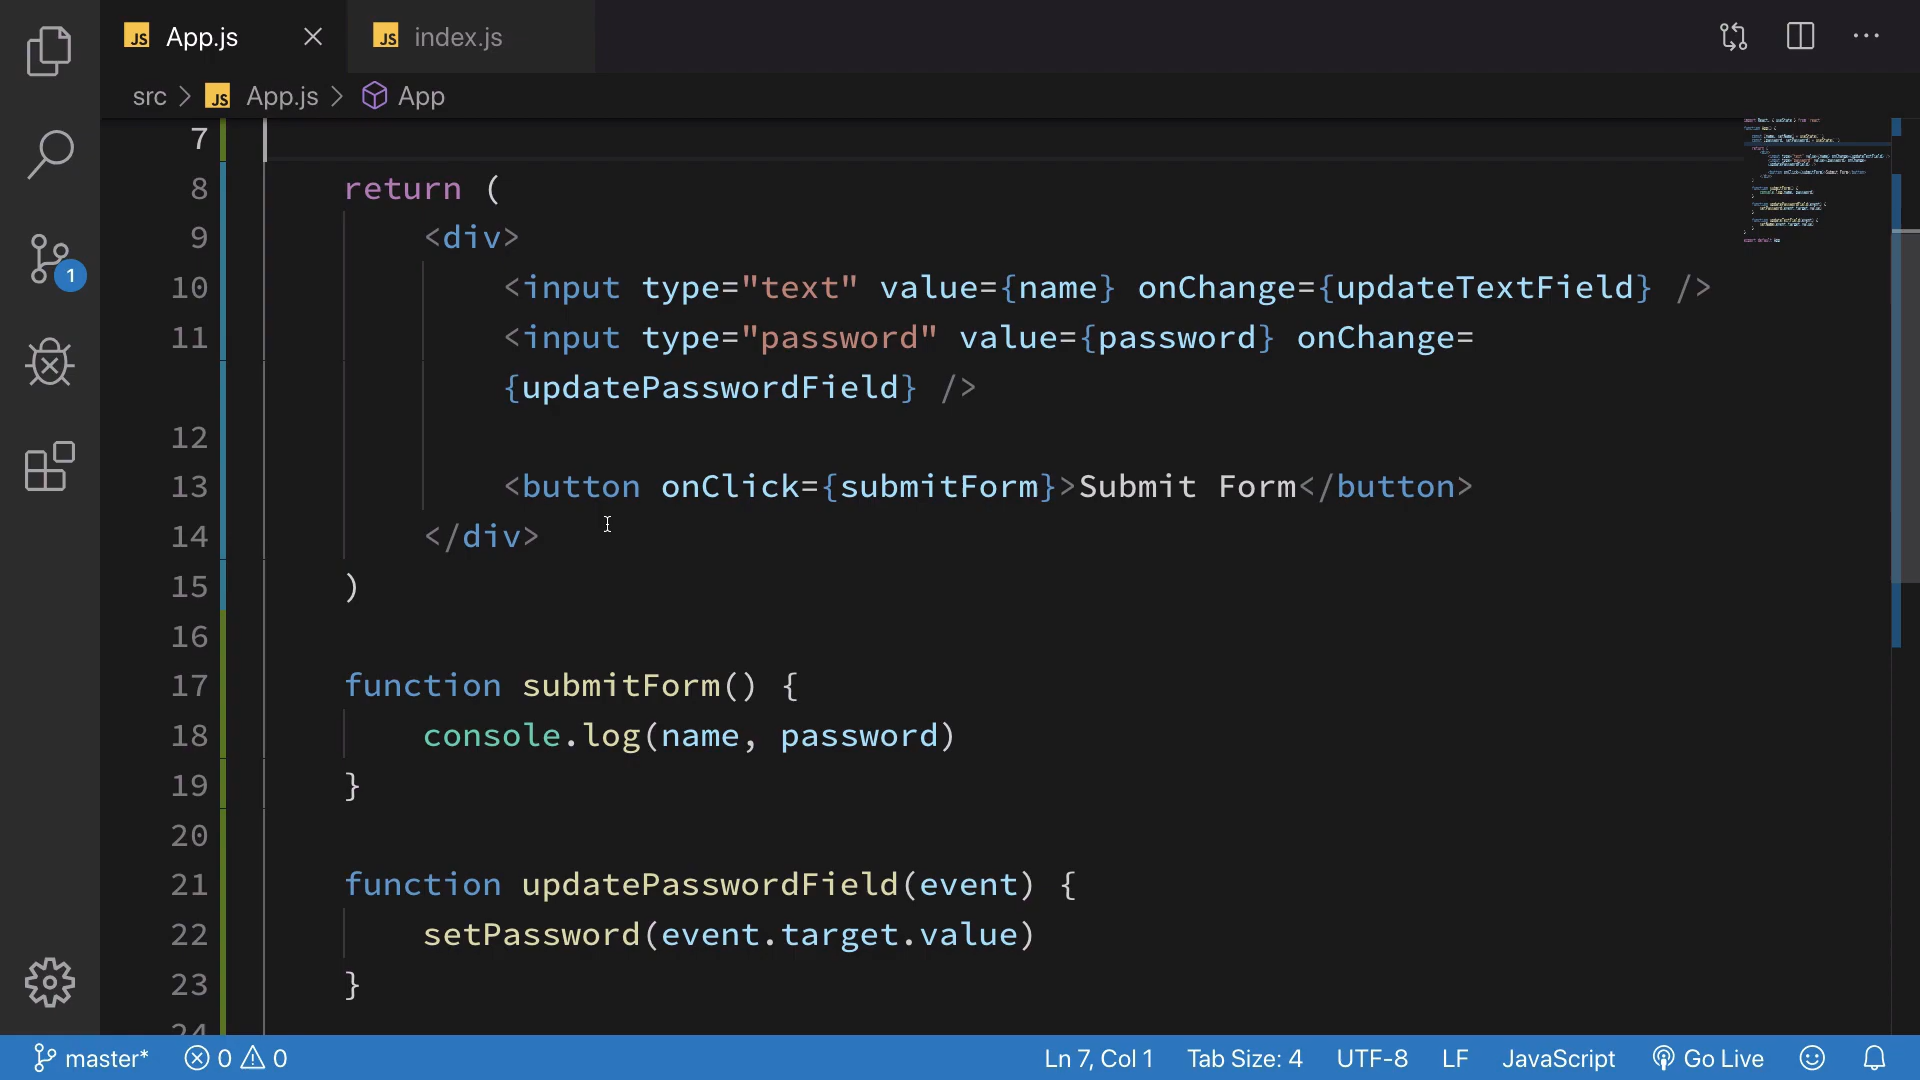 JS App.js
JS index.js
src > JS App.js > App
7
8 return (
9 <div>
10 <input type="text" value={name} onChange={updateTextField} />
11 <input type="password" value={password} onChange=
{updatePasswordField} />
12
13 <button onClick={submitForm}>Submit Form</button>
14 </div>
15 )
16
17 function submitForm() {
18 console.log(name, password)
19 }
20
21 function updatePasswordField(event) {
22 setPassword(event.target.value)
23 }
24
1
master* 0 0 Ln 7, Col 1 Tab Size: 4 UTF-8 LF JavaScript Go Live